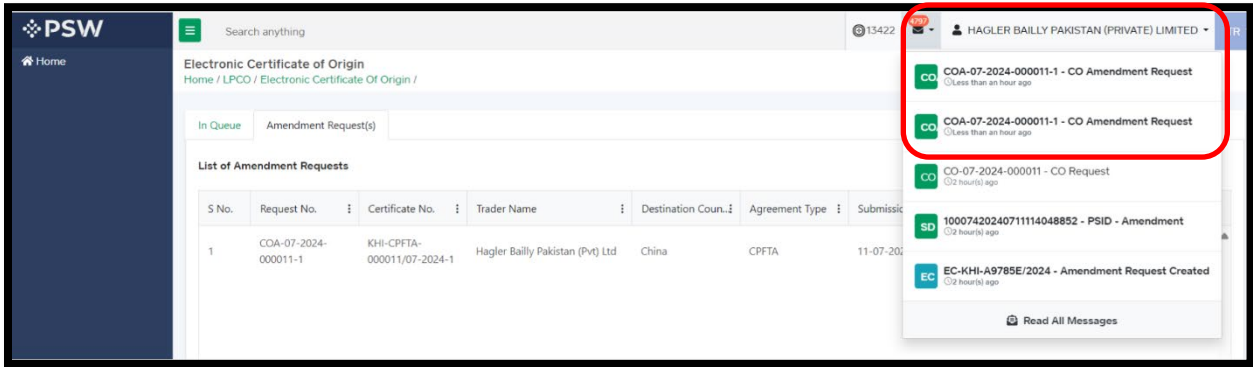 PSW
Search anything
13422
4797
HAGLER BAILLY PAKISTAN (PRIVATE) LIMITED
Home
Electronic Certificate of Origin
Home / LPCO / Electronic Certificate Of Origin /
In Queue
Amendment Request(s)
List of Amendment Requests
S No.
Request No.
Certificate No.
Trader Name
Destination Coun..
Agreement Type
Submissio
1
COA-07-2024-
000011-1
KHI-CPFTA-
000011/07-2024-1
Hagler Bailly Pakistan (Pvt) Ltd
China
CPFTA
11-07-202
CO
COA-07-2024-000011-1 - CO Amendment Request
Less than an hour ago
CO
COA-07-2024-000011-1 - CO Amendment Request
Less than an hour ago
CO
CO-07-2024-000011 - CO Request
2 hour(s) ago
SD
10007420240711114048852 - PSID - Amendment
2 hour(s) ago
EC
EC-KHI-A9785E/2024 - Amendment Request Created
2 hour(s) ago
Read All Messages